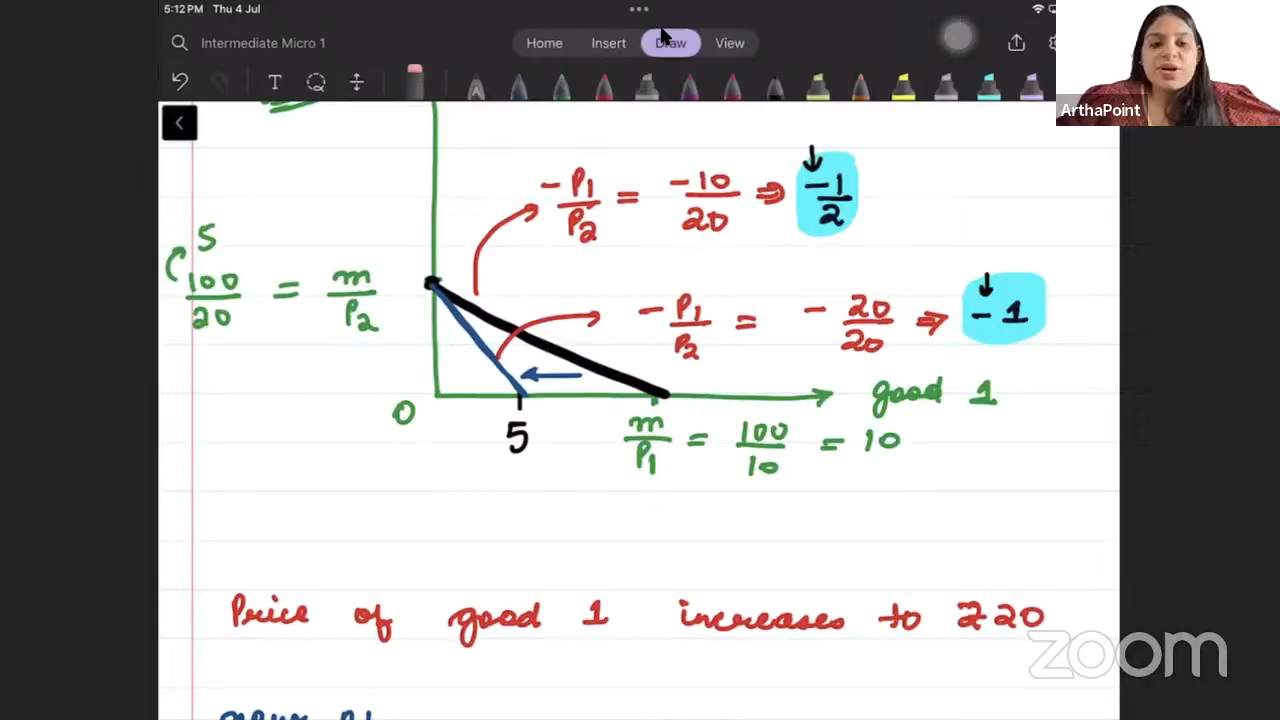 5:12 PM Thu 4 Jul
Intermediate Micro 1
Home Insert Draw View
ArthaPoint
-P1/P2 = -10/20 ⇒ -1/2
5
100/20 = m/P2
-P1/P2 = -20/20 ⇒ -1
good 1
0
5
m/P1 = 100/10 = 10
Price of good 1 increases to ₹20
zoom